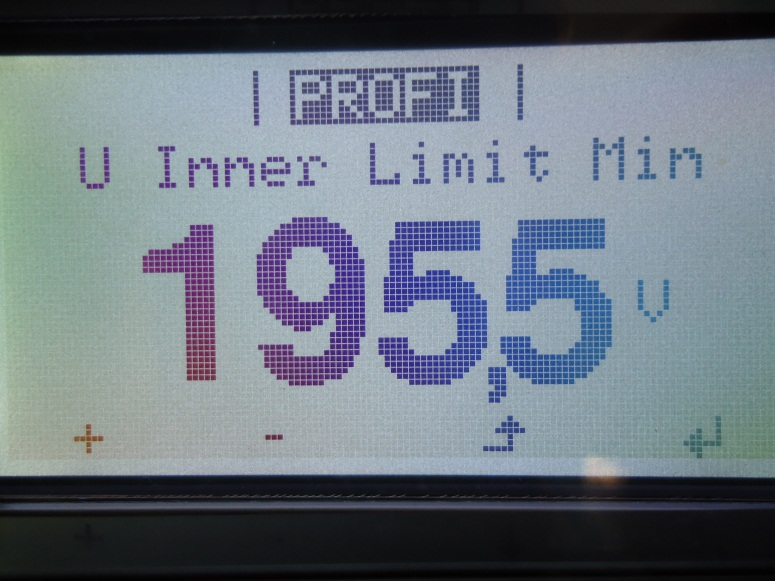 | PROFI |
U Inner Limit Min
195,5 V
+ - ↵